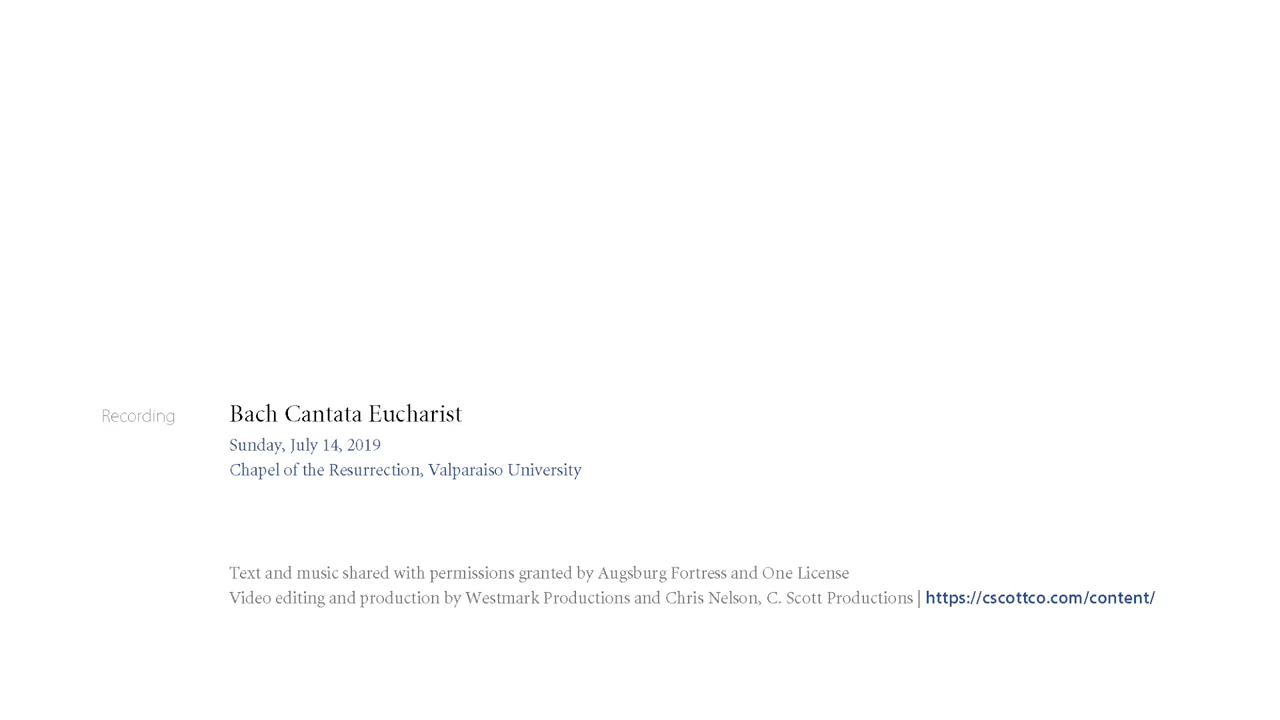 Recording
Bach Cantata Eucharist
Sunday, July 14, 2019
Chapel of the Resurrection, Valparaiso University
Text and music shared with permissions granted by Augsburg Fortress and One License
Video editing and production by Westmark Productions and Chris Nelson, C. Scott Productions | https://cscottco.com/content/